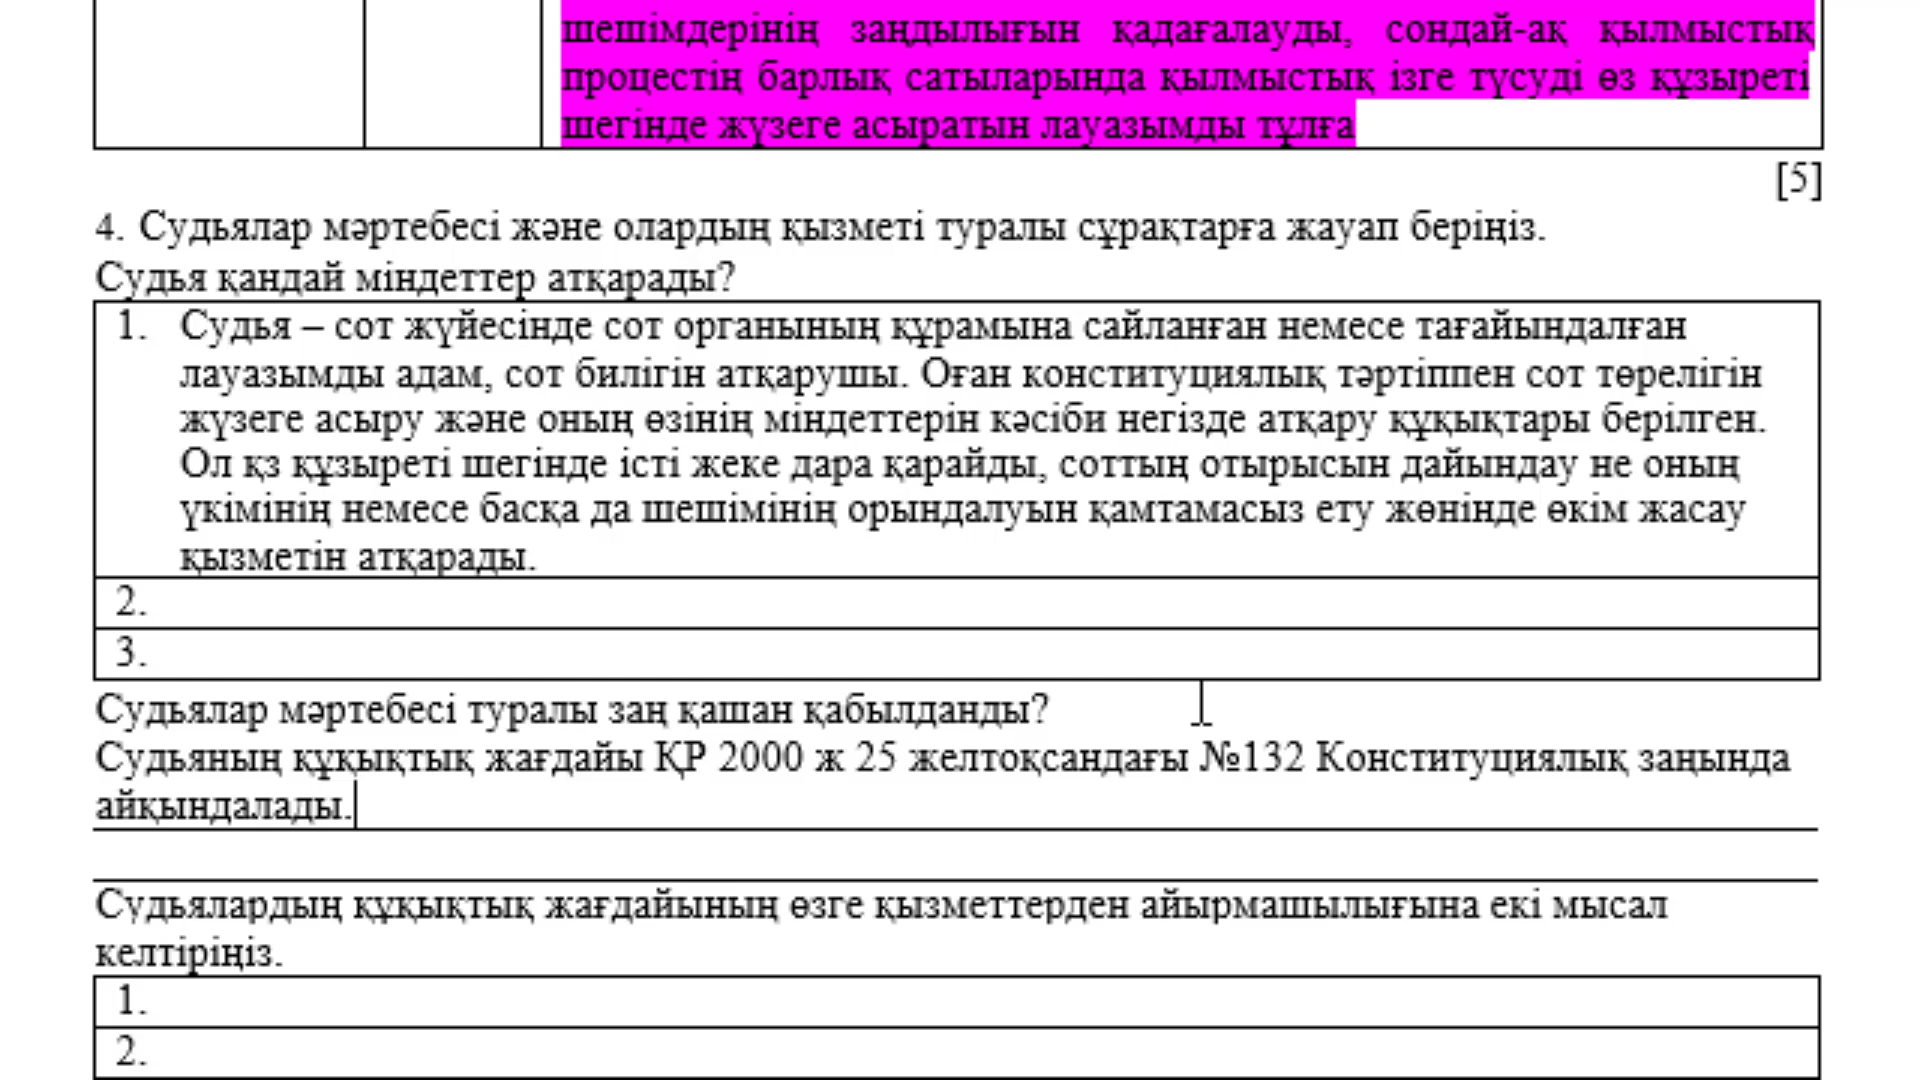 шешімдерінің заңдылығын қадағалауды, сондай-ақ қылмыстық
процестің барлық сатыларында қылмыстық ізге түсуді өз құзыреті
шегінде жүзеге асыратын лауазымды тұлға
[5]
4. Судьялар мәртебесі және олардың қызметі туралы сұрақтарға жауап беріңіз.
Судья қандай міндеттер атқарады?
1. Судья – сот жүйесінде сот органының құрамына сайланған немесе тағайындалған
лауазымды адам, сот билігін атқарушы. Оған конституциялық тәртіппен сот төрелігін
жүзеге асыру және оның өзінің міндеттерін кәсіби негізде атқару құқықтары берілген.
Ол қз құзыреті шегінде істі жеке дара қарайды, соттың отырысын дайындау не оның
үкімінің немесе басқа да шешімінің орындалуын қамтамасыз ету жөнінде өкім жасау
қызметін атқарады.
2.
3.
Судьялар мәртебесі туралы заң қашан қабылданды?
Судьяның құқықтық жағдайы ҚР 2000 ж 25 желтоқсандағы №132 Конституциялық заңында
айқындалады.
Судьялардың құқықтық жағдайының өзге қызметтерден айырмашылығына екі мысал
келтіріңіз.
1.
2.